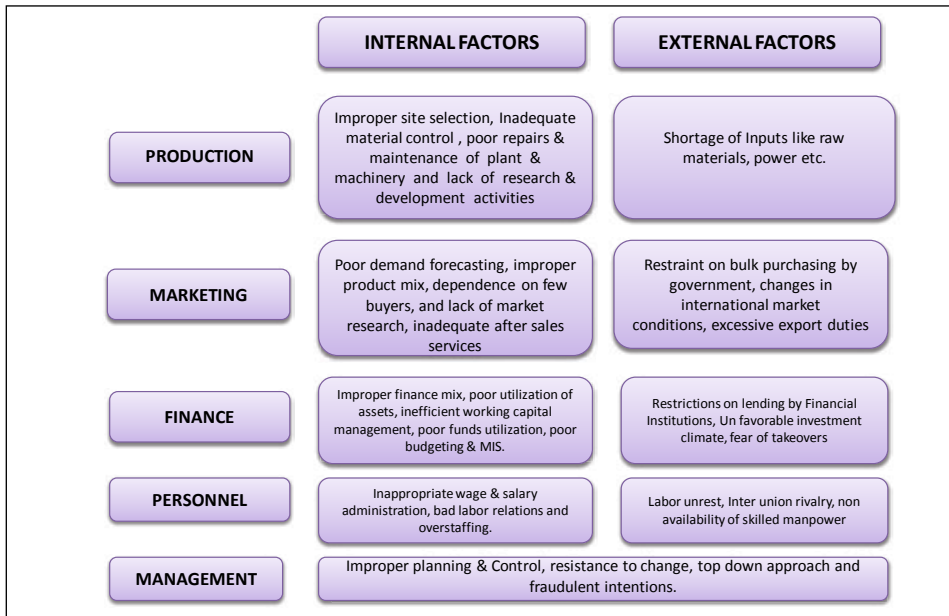 INTERNAL FACTORS
EXTERNAL FACTORS
PRODUCTION
Improper site selection, Inadequate
material control , poor repairs &
maintenance of plant &
machinery and lack of research &
development activities
Shortage of Inputs like raw
materials, power etc.
MARKETING
Poor demand forecasting, improper
product mix, dependence on few
buyers, and lack of market
research, inadequate after sales
services
Restraint on bulk purchasing by
government, changes in
international market
conditions, excessive export duties
FINANCE
Improper finance mix, poor utilization of
assets, inefficient working capital
management, poor funds utilization, poor
budgeting & MIS.
Restrictions on lending by Financial
Institutions, Un favorable investment
climate, fear of takeovers
PERSONNEL
Inappropriate wage & salary
administration, bad labor relations and
overstaffing.
Labor unrest, Inter union rivalry, non
availability of skilled manpower
MANAGEMENT
Improper planning & Control, resistance to change, top down approach and
fraudulent intentions.